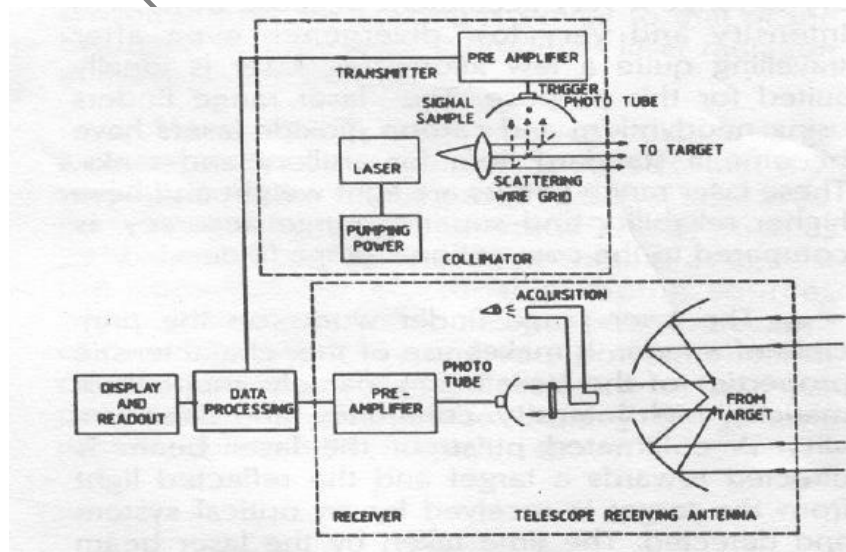 PRE AMPLIFIER
TRANSMITTER
TRIGGER
SIGNAL
SAMPLE
PHOTO TUBE
LASER
TO TARGET
SCATTERING
WIRE GRID
PUMPING
POWER
COLLIMATOR
ACQUISITION
PHOTO
TUBE
DISPLAY
AND
READOUT
DATA
PROCESSING
PRE-
AMPLIFIER
FROM
TARGET
RECEIVER
TELESCOPE RECEIVING ANTENNA